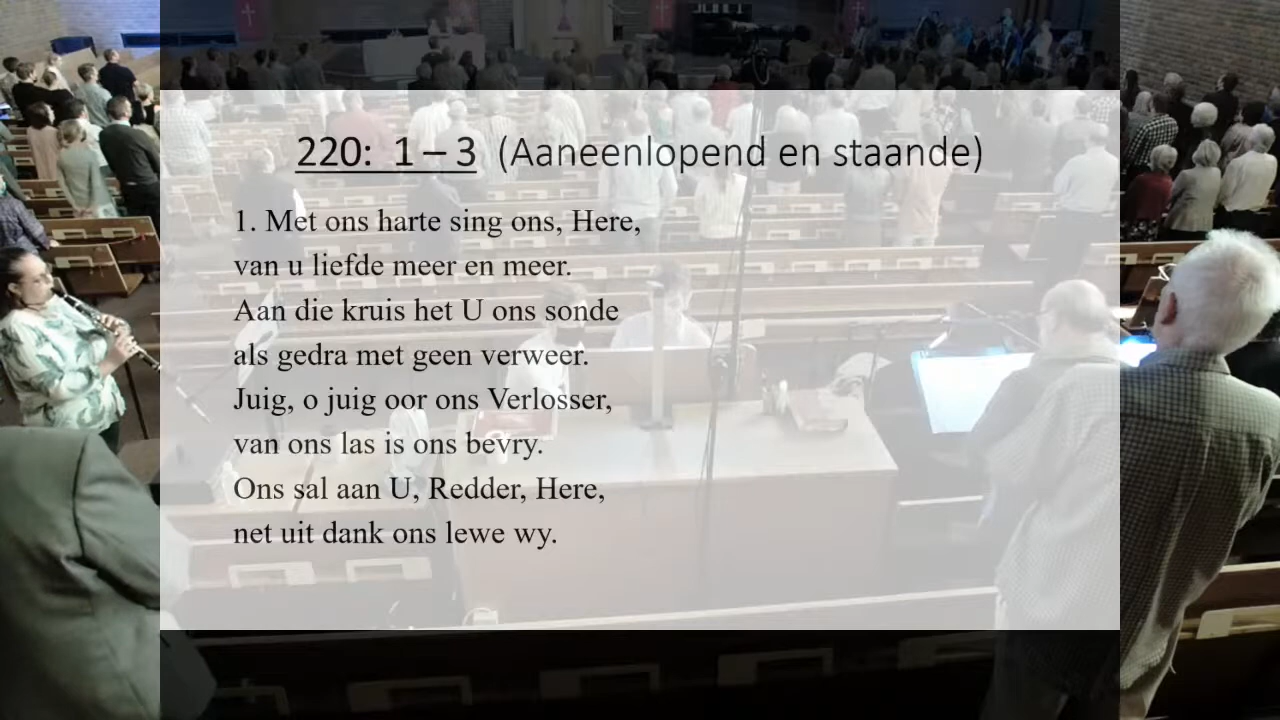 220: 1 – 3 (Aaneenlopend en staande)
1. Met ons harte sing ons, Here,
van u liefde meer en meer.
Aan die kruis het U ons sonde
als gedra met geen verweer.
Juig, o juig oor ons Verlosser,
van ons las is ons bevry.
Ons sal aan U, Redder, Here,
net uit dank ons lewe wy.